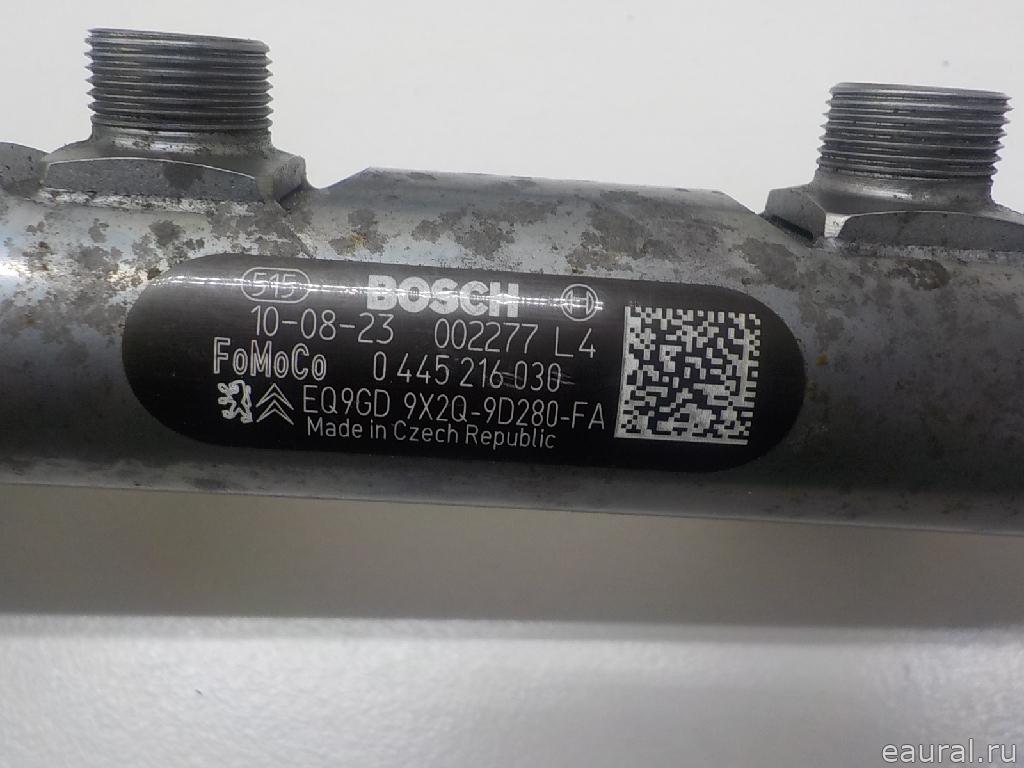 515 BOSCH
10-08-23 002277 L4
FoMoCo 0 445 216 030
EQ9GD 9X2Q-9D280-FA
Made in Czech Republic
eaural.ru